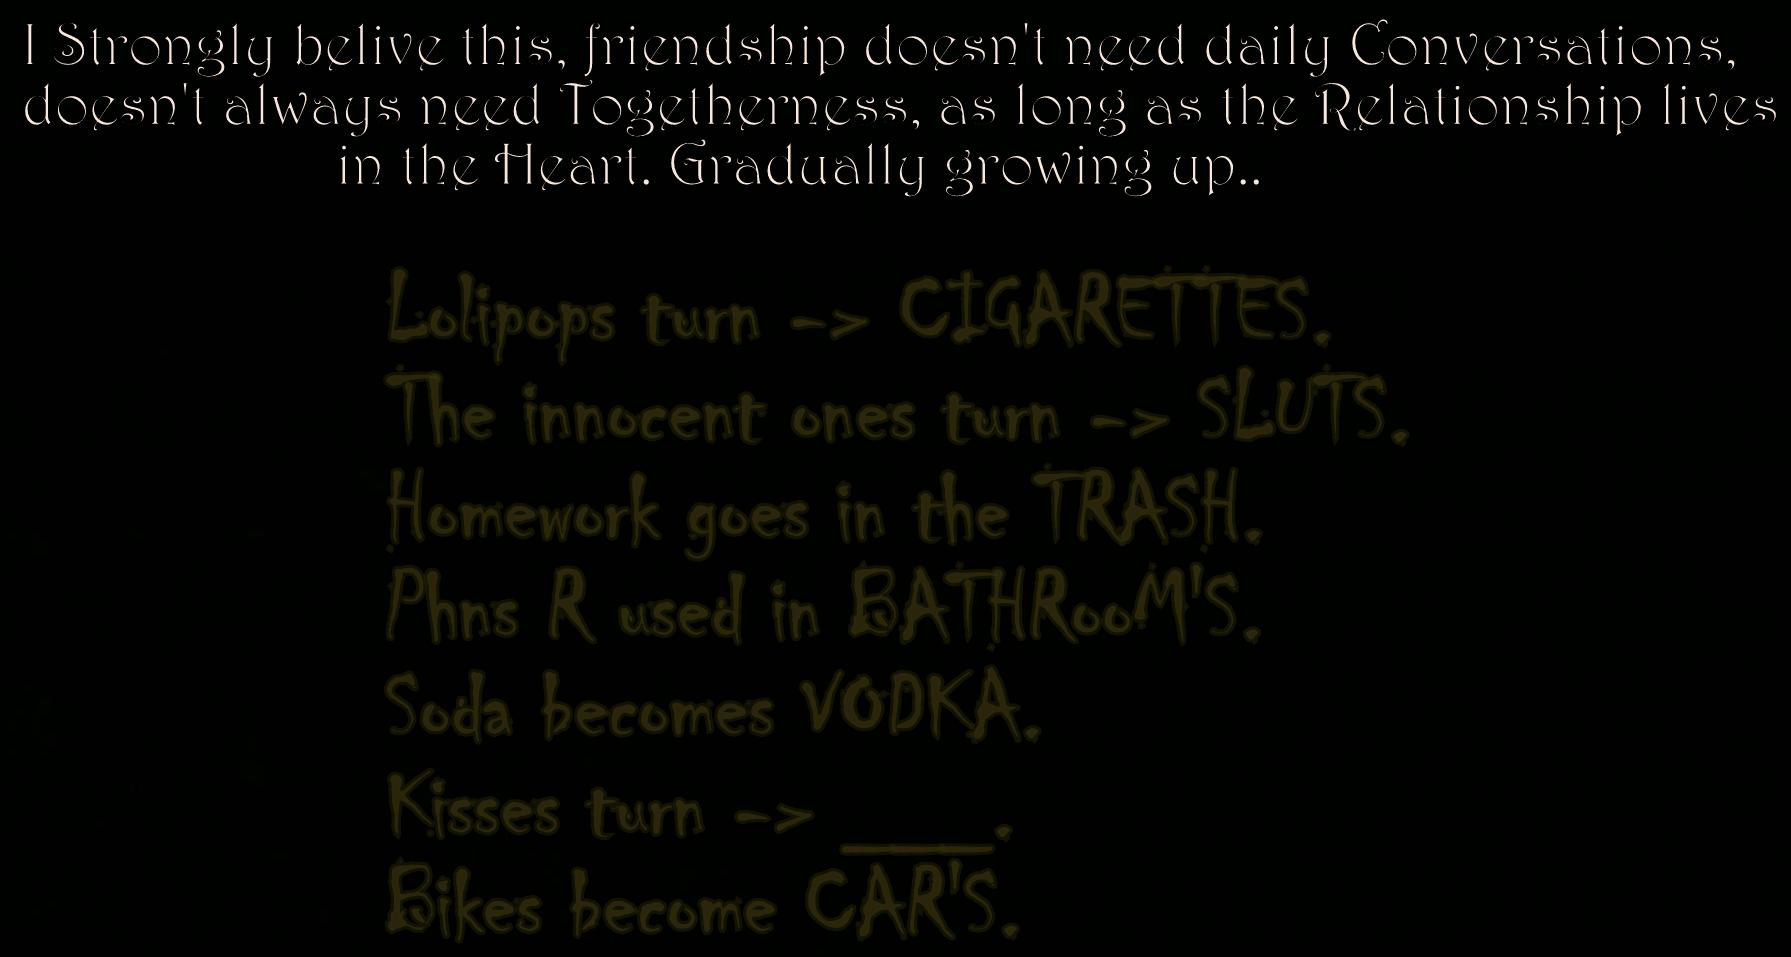 I Strongly belive this, friendship doesn't need daily Conversations,
doesn't always need Togetherness, as long as the Relationship lives
in the Heart. Gradually growing up..
Lolipops turn -> CIGARETTES.
The innocent ones turn -> SLUTS.
Homework goes in the TRASH.
Phns R used in BATHRooM'S.
Soda becomes VODKA.
Kisses turn -> _____.
Bikes become CAR'S.